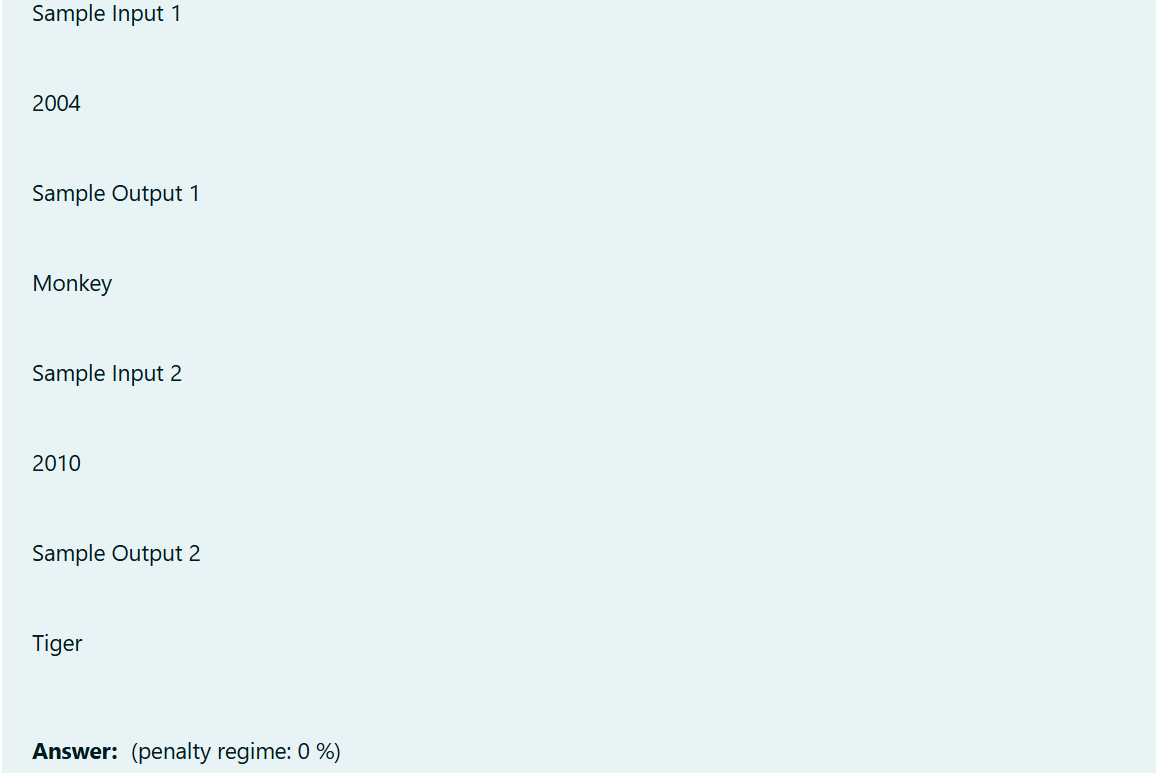 Sample Input 1
2004
Sample Output 1
Monkey
Sample Input 2
2010
Sample Output 2
Tiger
Answer: (penalty regime: 0 %)